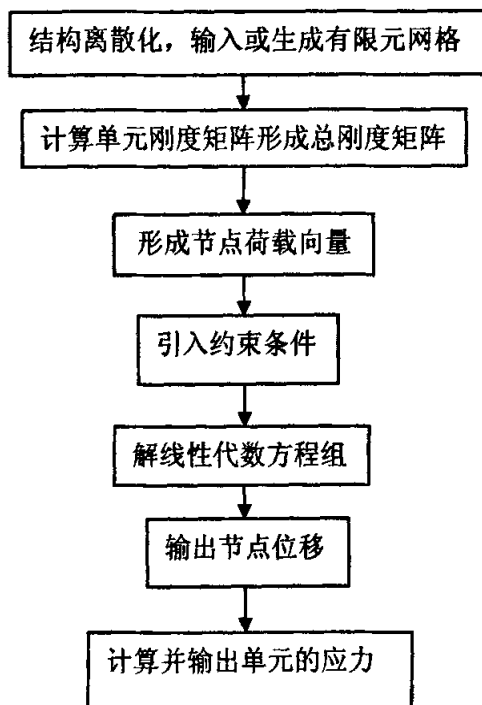 结构离散化，输入或生成有限元网格
计算单元刚度矩阵形成总刚度矩阵
形成节点荷载向量
引入约束条件
解线性代数方程组
输出节点位移
计算并输出单元的应力